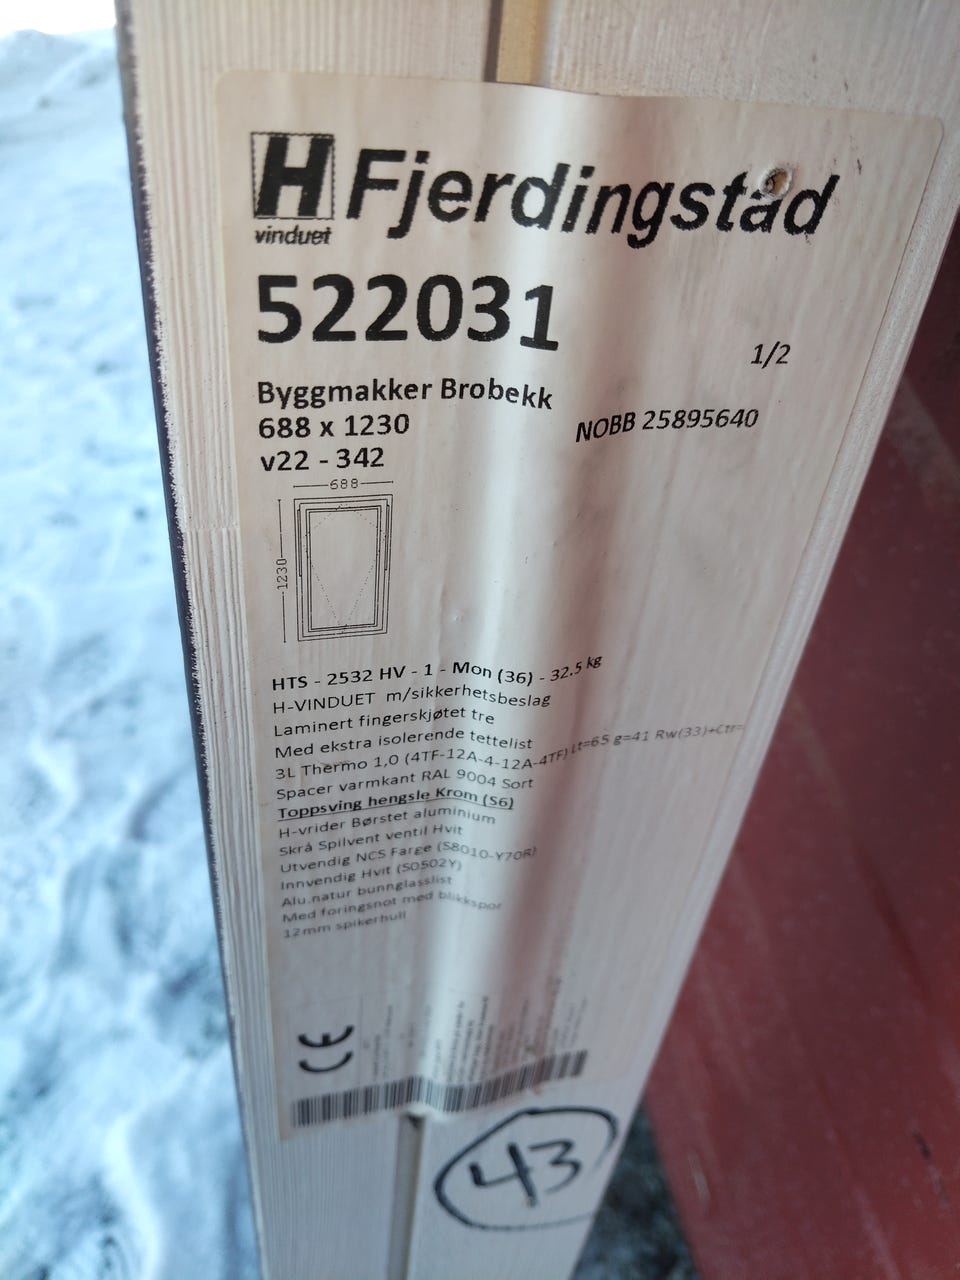 H Fjerdingstad
vinduet
522031
1/2
Byggmakker Brobekk
688 x 1230
NOBB 25895640
v22 - 342
688
1230
HTS - 2532 HV - 1 - Mon (36) - 32.5 kg
H-VINDUET m/sikkerhetsbeslag
Laminert fingerskjøtet tre
Med ekstra isolerende tettelist
3L Thermo 1,0 (4TF-12A-4-12A-4TF) Lt=65 g=41 Rw(33)+Ctr=
Spacer varmkant RAL 9004 Sort
Toppsving hengsle Krom (S6)
H-vrider Børstet aluminium
Skrå Spilvent ventil Hvit
Utvendig NCS Farge (S8010-Y70R)
Innvendig Hvit (S0502Y)
Alu.natur bunnglasslist
Med foringsnot med blikkspor
12mm spikerhull
CE
43